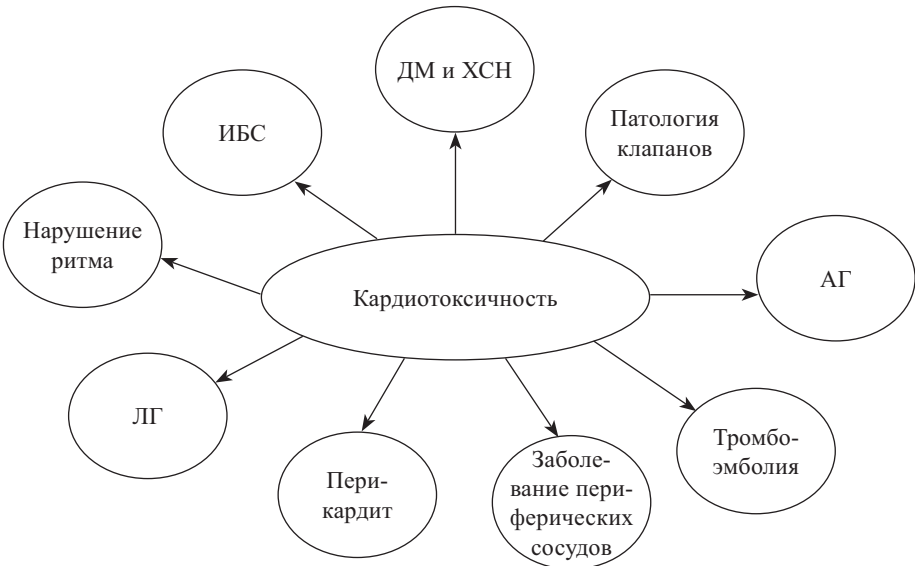 ДМ и ХСН
ИБС
Патология
клапанов
Нарушение
ритма
АГ
Кардиотоксичность
ЛГ
Тромбо-
эмболия
Пери-
кардит
Заболе-
вание пери-
ферических
сосудов